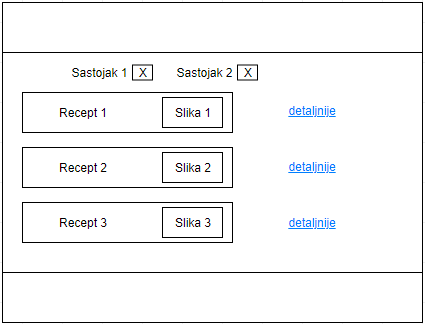 Sastojak 1 X Sastojak 2 X
Recept 1 Slika 1 detaljnije
Recept 2 Slika 2 detaljnije
Recept 3 Slika 3 detaljnije